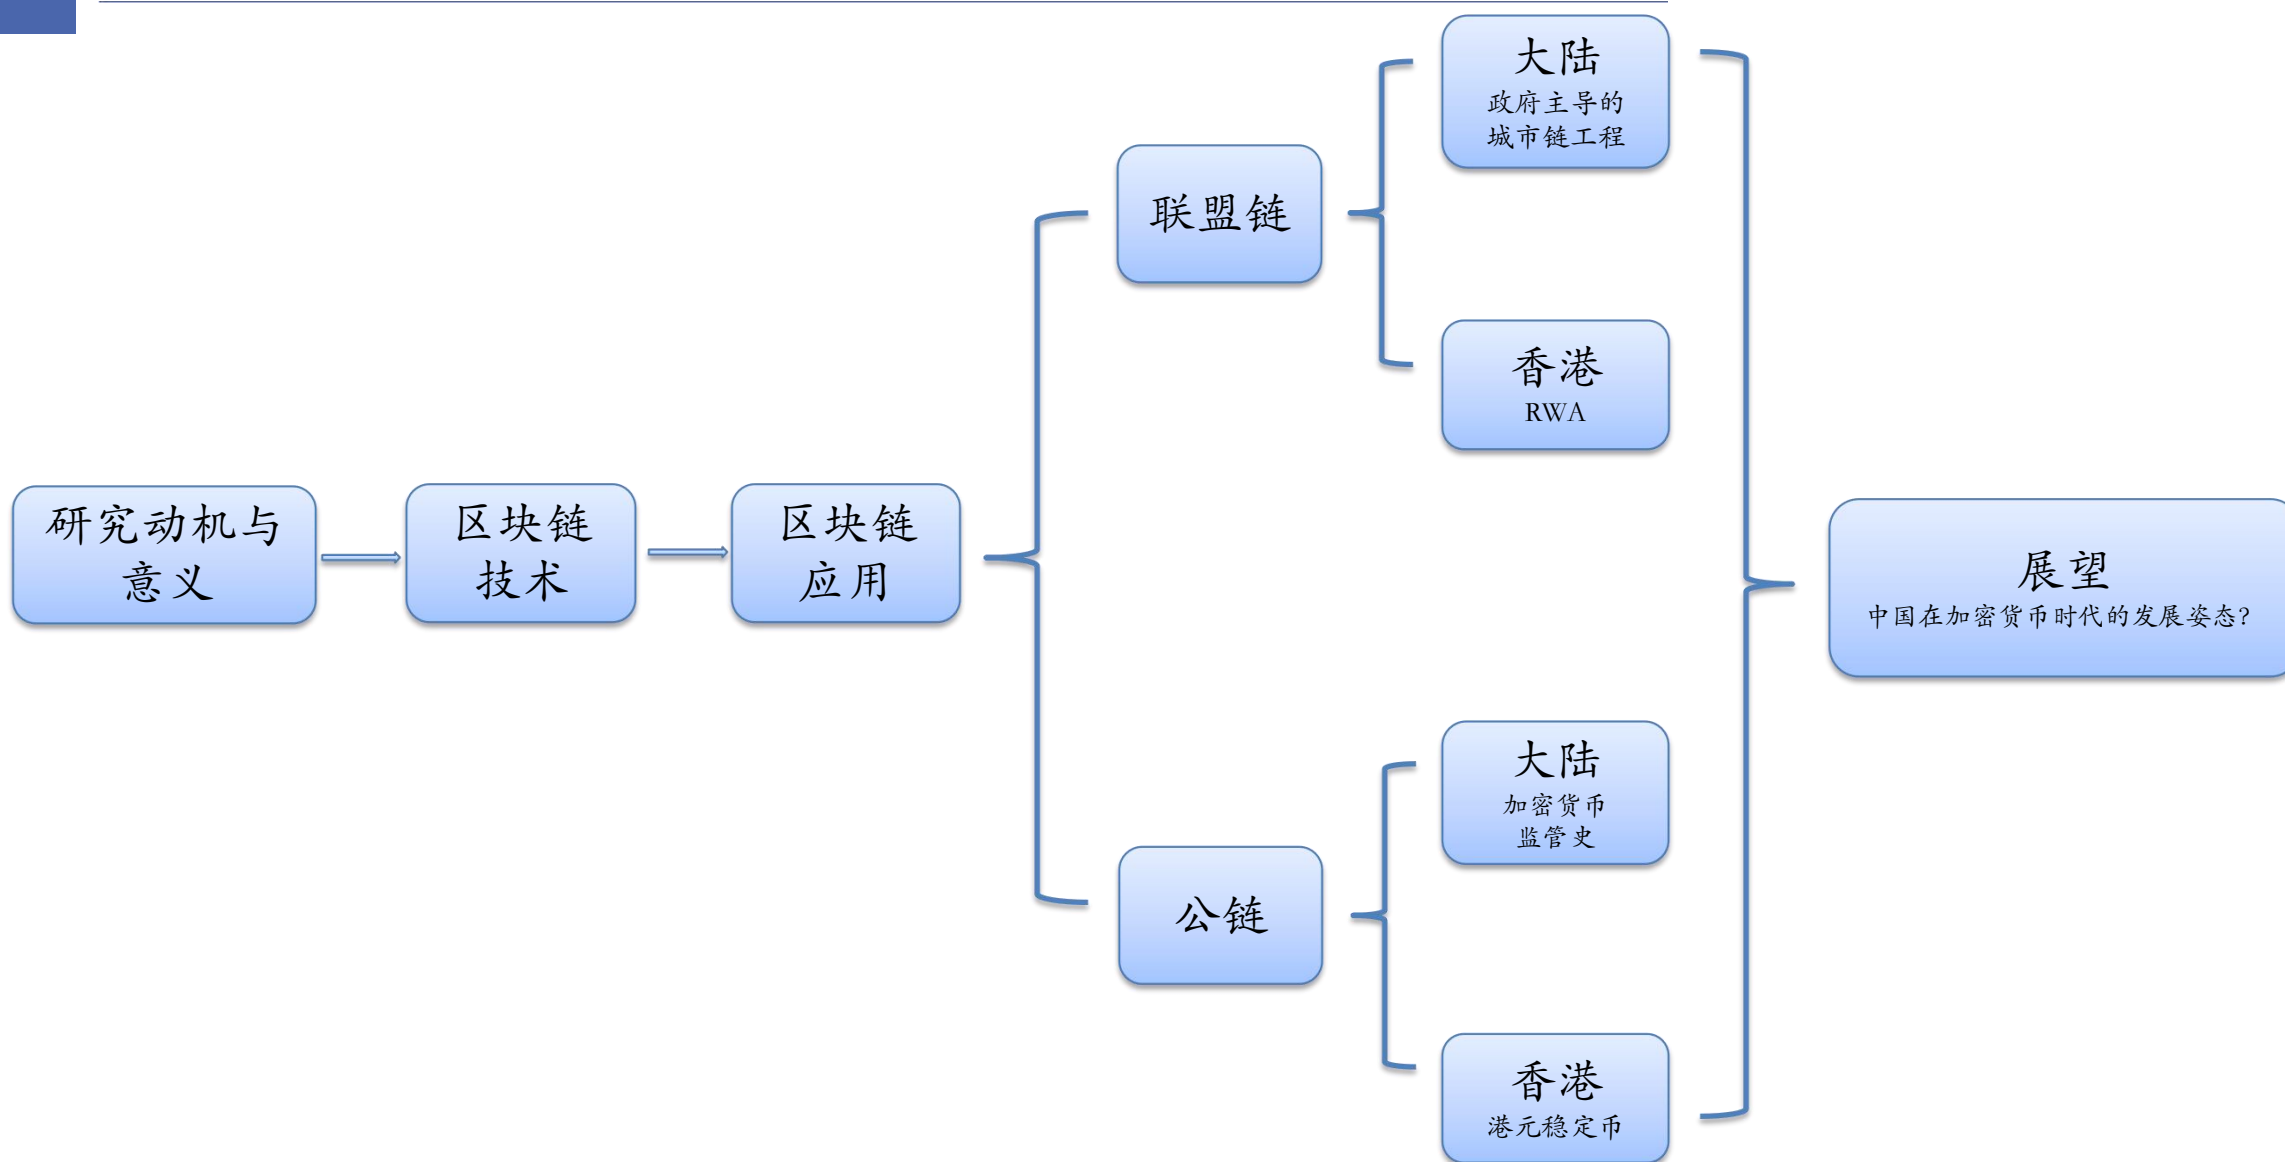 研究动机与
意义
区块链
技术
区块链
应用
联盟链
大陆
政府主导的
城市链工程
香港
RWA
公链
大陆
加密货币
监管史
香港
港元稳定币
展望
中国在加密货币时代的发展姿态?